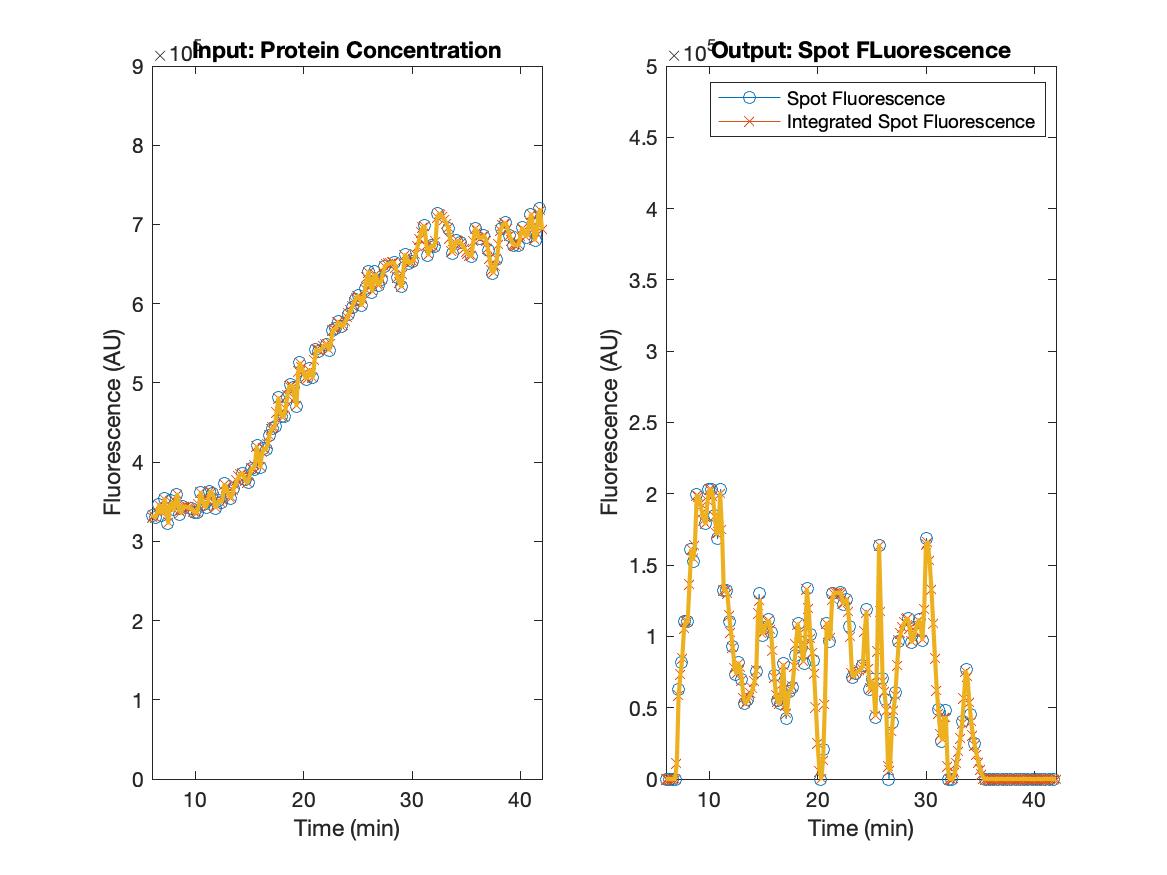 ×10⁵
Input: Protein Concentration
9
8
7
6
5
4
3
2
1
0
Fluorescence (AU)
10 20 30 40
Time (min)
×10⁵
Output: Spot FLuorescence
Spot Fluorescence
Integrated Spot Fluorescence
5
4.5
4
3.5
3
2.5
2
1.5
1
0.5
0
Fluorescence (AU)
10 20 30 40
Time (min)